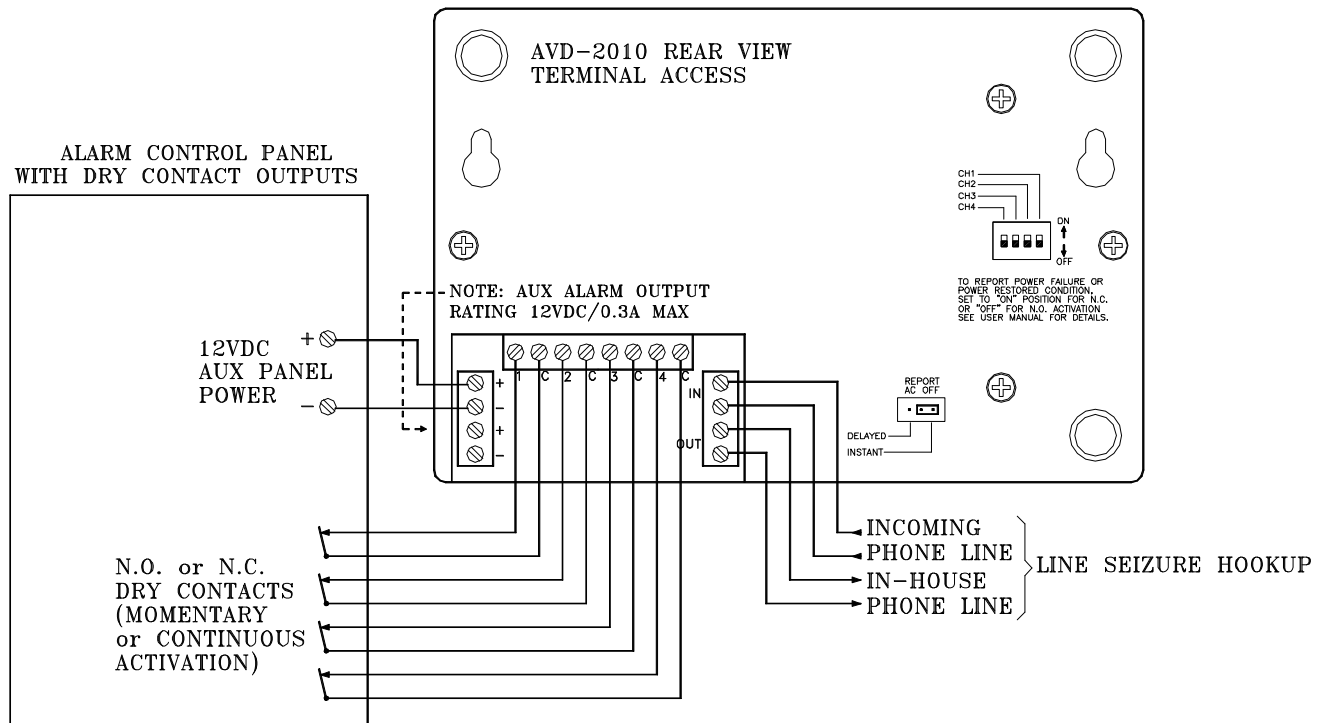 AVD-2010 REAR VIEW
TERMINAL ACCESS
ALARM CONTROL PANEL
WITH DRY CONTACT OUTPUTS
CH1
CH2
CH3
CH4
ON
OFF
TO REPORT POWER FAILURE OR
POWER RESTORED CONDITION,
SET TO "ON" POSITION FOR N.C.
OR "OFF" FOR N.O. ACTIVATION
SEE USER MANUAL FOR DETAILS.
NOTE: AUX ALARM OUTPUT
RATING 12VDC/0.3A MAX
+
12VDC
AUX PANEL
POWER
-
+
-
+
-
1 C 2 C 3 C 4 C
IN
OUT
REPORT
AC OFF
DELAYED
INSTANT
INCOMING
PHONE LINE
IN-HOUSE
PHONE LINE
LINE SEIZURE HOOKUP
N.O. or N.C.
DRY CONTACTS
(MOMENTARY
or CONTINUOUS
ACTIVATION)